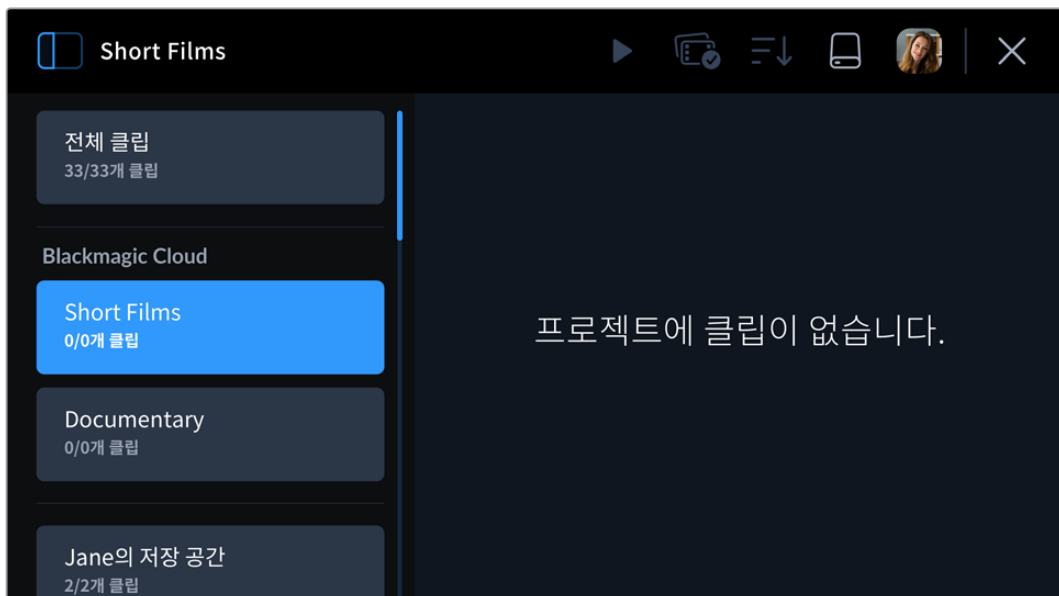 Short Films
전체 클립
33/33개 클립
Blackmagic Cloud
Short Films
0/0개 클립
Documentary
0/0개 클립
Jane의 저장 공간
2/2개 클립
프로젝트에 클립이 없습니다.